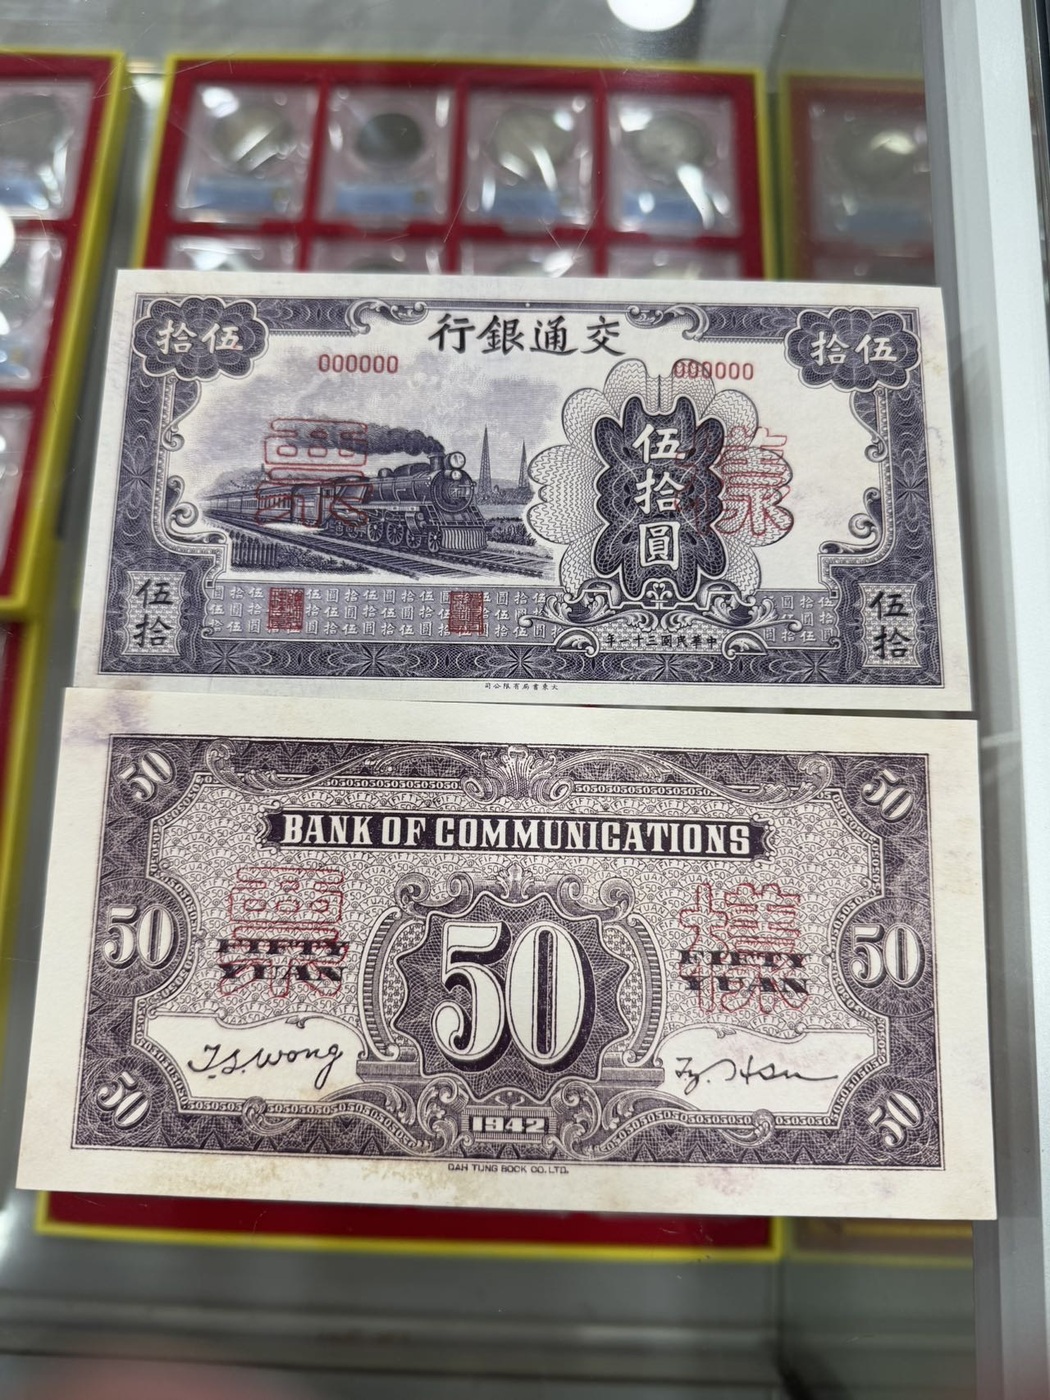 伍拾
交通銀行
伍拾
000000
000000
票
樣
伍拾圓
伍拾
伍拾
中華民國三十一年
大東書局有限公司
50
50
BANK OF COMMUNICATIONS
票
樣
50
FIFTY
YUAN
50
FIFTY
YUAN
50
T.S. Wong
Ty. Hsu
50
1942
50
DAH TUNG BOOK CO. LTD.